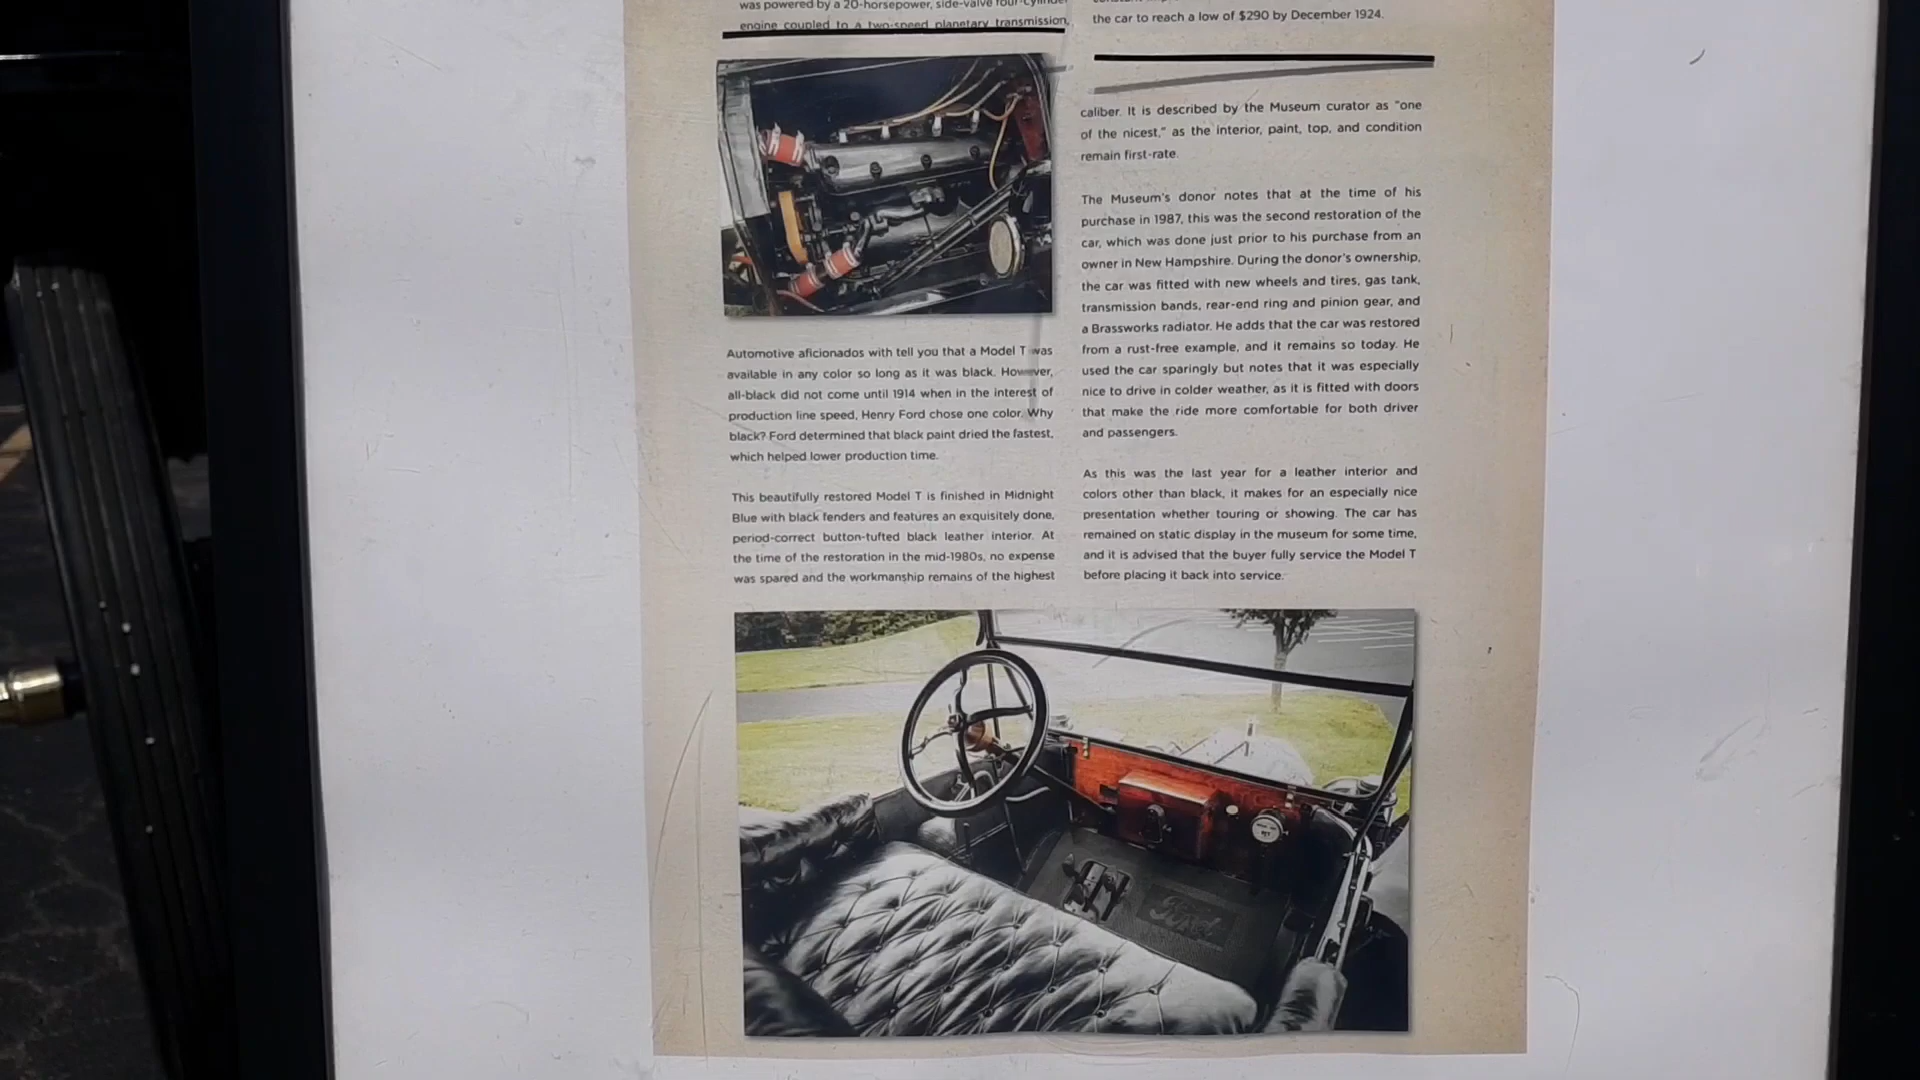 was powered by a 20-horsepower, side-valve four-cylinder
engine coupled to a two-speed planetary transmission,
Automotive aficionados with tell you that a Model T was
available in any color so long as it was black. However,
all-black did not come until 1914 when in the interest of
production line speed, Henry Ford chose one color. Why
black? Ford determined that black paint dried the fastest,
which helped lower production time.
This beautifully restored Model T is finished in Midnight
Blue with black fenders and features an exquisitely done,
period-correct button-tufted black leather interior. At
the time of the restoration in the mid-1980s, no expense
was spared and the workmanship remains of the highest
the car to reach a low of $290 by December 1924.
caliber. It is described by the Museum curator as "one
of the nicest," as the interior, paint, top, and condition
remain first-rate.
The Museum's donor notes that at the time of his
purchase in 1987, this was the second restoration of the
car, which was done just prior to his purchase from an
owner in New Hampshire. During the donor's ownership,
the car was fitted with new wheels and tires, gas tank,
transmission bands, rear-end ring and pinion gear, and
a Brassworks radiator. He adds that the car was restored
from a rust-free example, and it remains so today. He
used the car sparingly but notes that it was especially
nice to drive in colder weather, as it is fitted with doors
that make the ride more comfortable for both driver
and passengers.
As this was the last year for a leather interior and
colors other than black, it makes for an especially nice
presentation whether touring or showing. The car has
remained on static display in the museum for some time,
and it is advised that the buyer fully service the Model T
before placing it back into service.
Ford